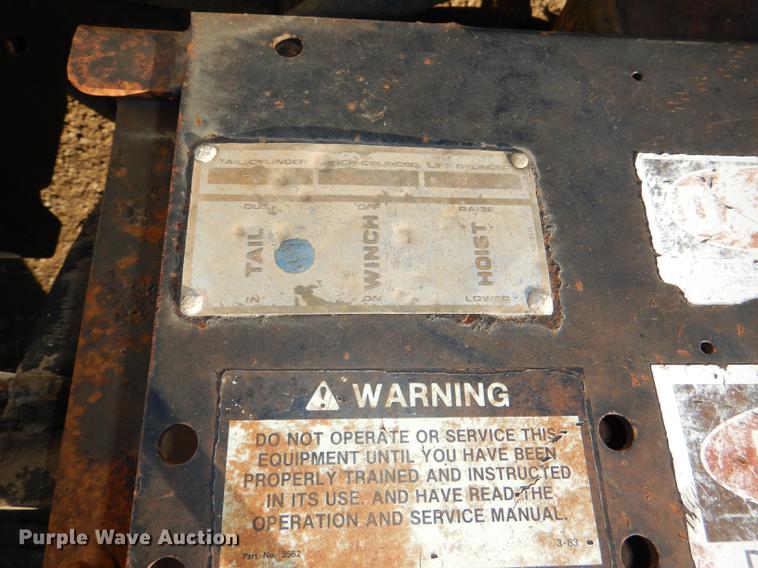 TAIL CYLINDER WINCH CYLINDER LIFT CYLINDER
OUT OFF RAISE
TAIL WINCH HOIST
IN ON LOWER
WARNING
DO NOT OPERATE OR SERVICE THIS
EQUIPMENT UNTIL YOU HAVE BEEN
PROPERLY TRAINED AND INSTRUCTED
IN ITS USE. AND HAVE READ THE
OPERATION AND SERVICE MANUAL.
Part No. 3562 3-83
Purple Wave Auction